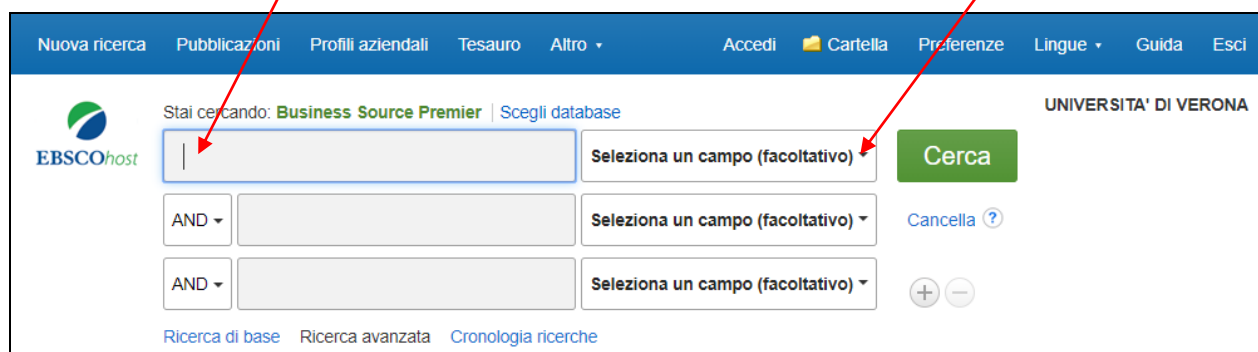 Nuova ricerca Pubblicazioni Profili aziendali Tesauro Altro Accedi Cartella Preferenze Lingue Guida Esci
Stai cercando: Business Source Premier | Scegli database UNIVERSITA' DI VERONA
EBSCOhost Seleziona un campo (facoltativo) Cerca
AND Seleziona un campo (facoltativo) Cancella ?
AND Seleziona un campo (facoltativo)
Ricerca di base Ricerca avanzata Cronologia ricerche